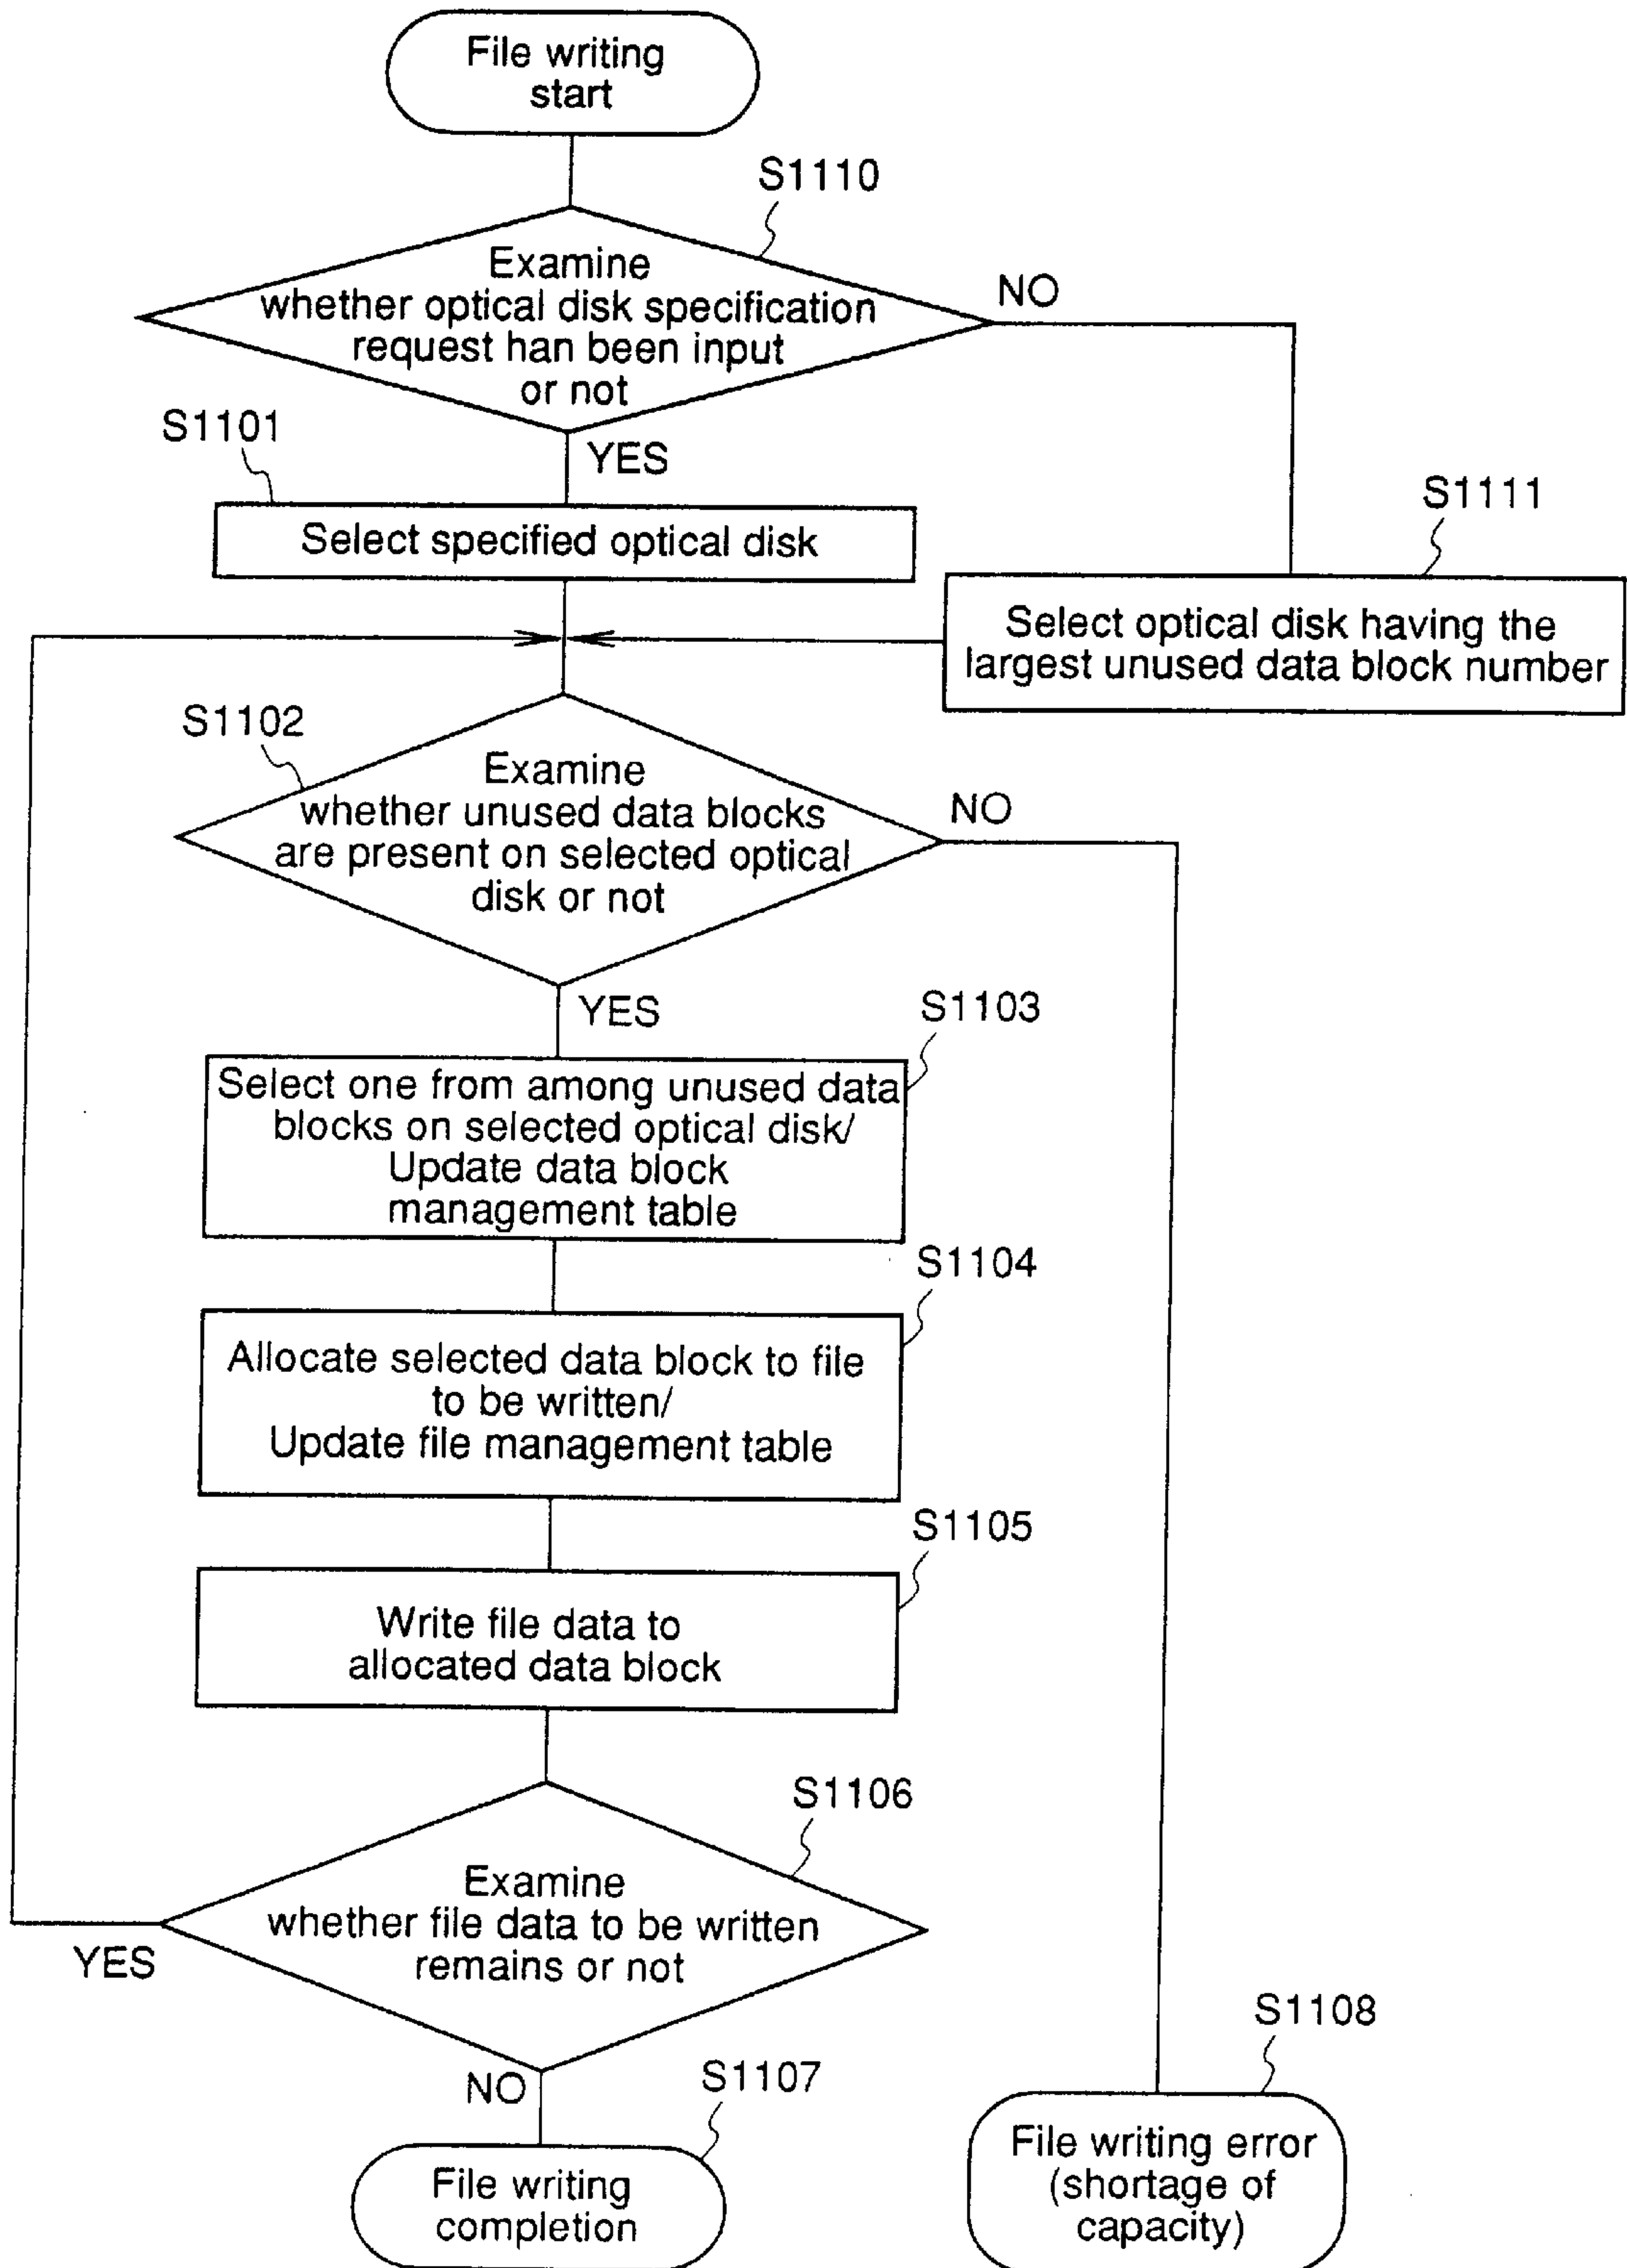 File writing
start
S1110
Examine
whether optical disk specification
request han been input
or not
NO
S1101
YES
Select specified optical disk
S1111
Select optical disk having the
largest unused data block number
S1102
Examine
whether unused data blocks
are present on selected optical
disk or not
NO
YES
S1103
Select one from among unused data
blocks on selected optical disk/
Update data block
management table
S1104
Allocate selected data block to file
to be written/
Update file management table
S1105
Write file data to
allocated data block
S1106
Examine
whether file data to be written
remains or not
YES
NO
S1107
File writing
completion
S1108
File writing error
(shortage of
capacity)